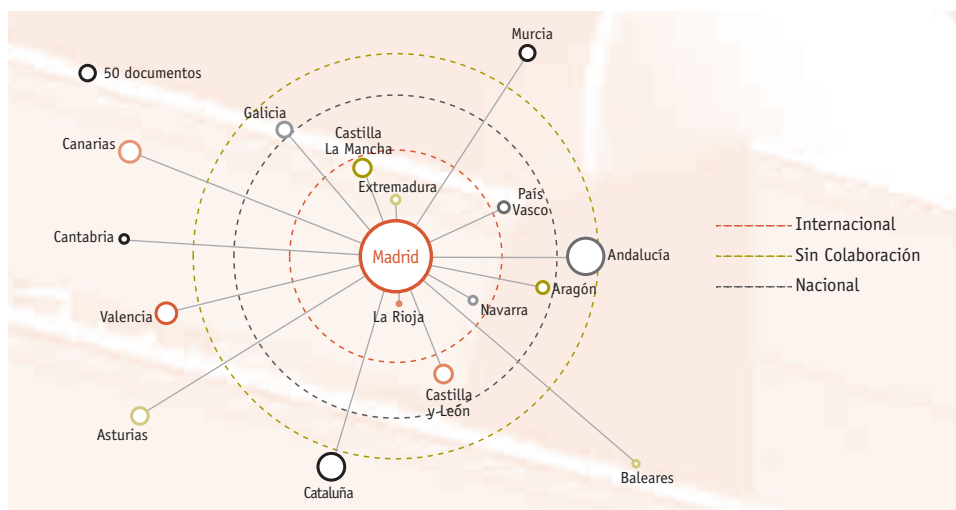 Murcia
50 documentos
Galicia
Castilla
La Mancha
Canarias
Extremadura
País
Vasco
Internacional
Cantabria
Madrid
Andalucía
Sin Colaboración
Aragón
Nacional
Navarra
Valencia
La Rioja
Castilla
y León
Asturias
Baleares
Cataluña